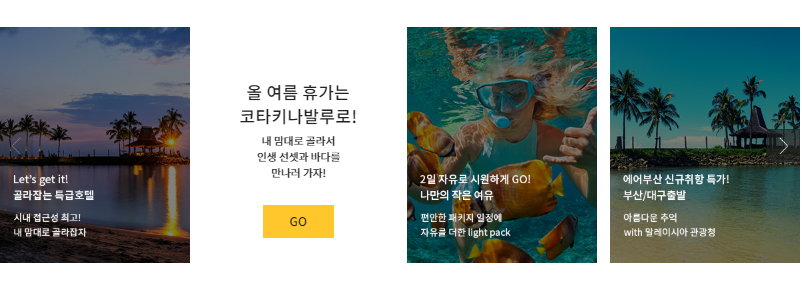 Let's get it!
골라잡는 특급호텔
시내 접근성 최고!
내 맘대로 골라잡자
올 여름 휴가는
코타키나발루로!
내 맘대로 골라서
인생 선셋과 바다를
만나러 가자!
GO
2일 자유로 시원하게 GO!
나만의 작은 여유
편안한 패키지 일정에
자유를 더한 light pack
에어부산 신규취항 특가!
부산/대구출발
아름다운 추억
with 말레이시아 관광청